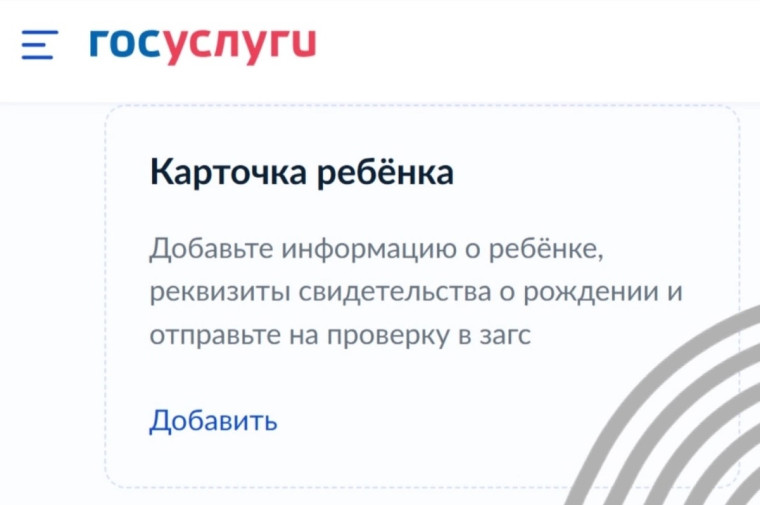 госуслуги
Карточка ребёнка
Добавьте информацию о ребёнке,
реквизиты свидетельства о рождении и
отправьте на проверку в загс
Добавить